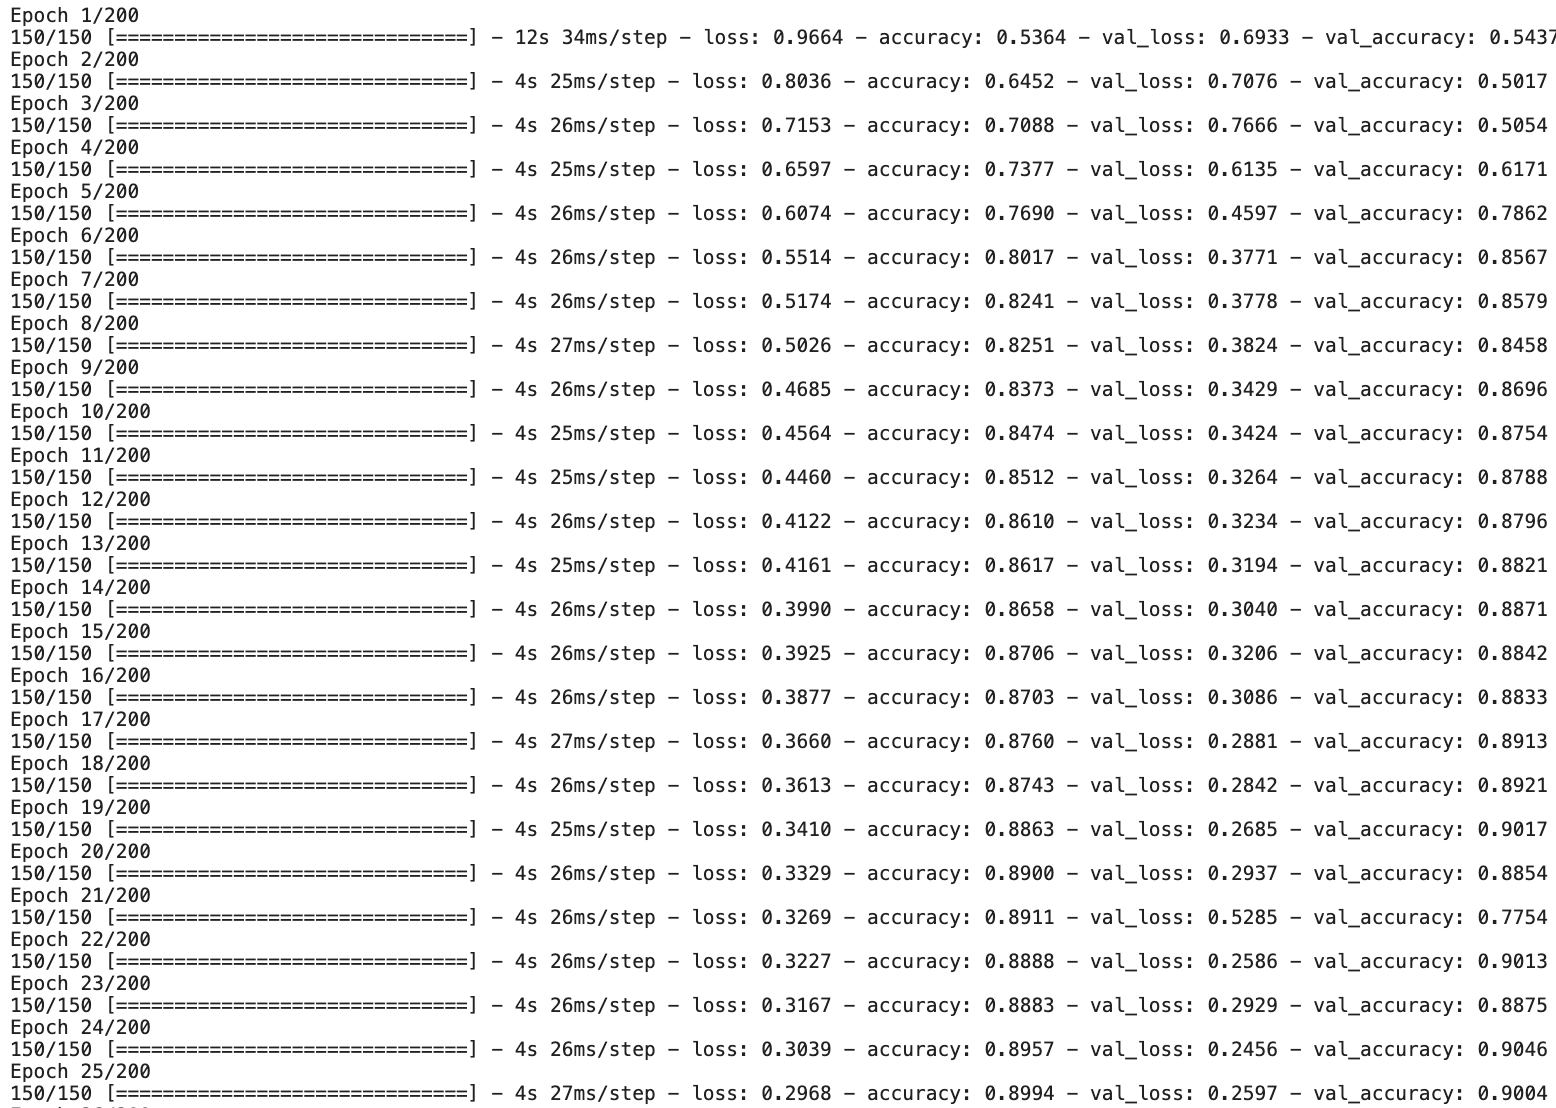 Epoch 1/200
150/150 [==============================] - 12s 34ms/step - loss: 0.9664 - accuracy: 0.5364 - val_loss: 0.6933 - val_accuracy: 0.5437
Epoch 2/200
150/150 [==============================] - 4s 25ms/step - loss: 0.8036 - accuracy: 0.6452 - val_loss: 0.7076 - val_accuracy: 0.5017
Epoch 3/200
150/150 [==============================] - 4s 26ms/step - loss: 0.7153 - accuracy: 0.7088 - val_loss: 0.7666 - val_accuracy: 0.5054
Epoch 4/200
150/150 [==============================] - 4s 25ms/step - loss: 0.6597 - accuracy: 0.7377 - val_loss: 0.6135 - val_accuracy: 0.6171
Epoch 5/200
150/150 [==============================] - 4s 26ms/step - loss: 0.6074 - accuracy: 0.7690 - val_loss: 0.4597 - val_accuracy: 0.7862
Epoch 6/200
150/150 [==============================] - 4s 26ms/step - loss: 0.5514 - accuracy: 0.8017 - val_loss: 0.3771 - val_accuracy: 0.8567
Epoch 7/200
150/150 [==============================] - 4s 26ms/step - loss: 0.5174 - accuracy: 0.8241 - val_loss: 0.3778 - val_accuracy: 0.8579
Epoch 8/200
150/150 [==============================] - 4s 27ms/step - loss: 0.5026 - accuracy: 0.8251 - val_loss: 0.3824 - val_accuracy: 0.8458
Epoch 9/200
150/150 [==============================] - 4s 26ms/step - loss: 0.4685 - accuracy: 0.8373 - val_loss: 0.3429 - val_accuracy: 0.8696
Epoch 10/200
150/150 [==============================] - 4s 25ms/step - loss: 0.4564 - accuracy: 0.8474 - val_loss: 0.3424 - val_accuracy: 0.8754
Epoch 11/200
150/150 [==============================] - 4s 25ms/step - loss: 0.4460 - accuracy: 0.8512 - val_loss: 0.3264 - val_accuracy: 0.8788
Epoch 12/200
150/150 [==============================] - 4s 26ms/step - loss: 0.4122 - accuracy: 0.8610 - val_loss: 0.3234 - val_accuracy: 0.8796
Epoch 13/200
150/150 [==============================] - 4s 25ms/step - loss: 0.4161 - accuracy: 0.8617 - val_loss: 0.3194 - val_accuracy: 0.8821
Epoch 14/200
150/150 [==============================] - 4s 26ms/step - loss: 0.3990 - accuracy: 0.8658 - val_loss: 0.3040 - val_accuracy: 0.8871
Epoch 15/200
150/150 [==============================] - 4s 26ms/step - loss: 0.3925 - accuracy: 0.8706 - val_loss: 0.3206 - val_accuracy: 0.8842
Epoch 16/200
150/150 [==============================] - 4s 26ms/step - loss: 0.3877 - accuracy: 0.8703 - val_loss: 0.3086 - val_accuracy: 0.8833
Epoch 17/200
150/150 [==============================] - 4s 27ms/step - loss: 0.3660 - accuracy: 0.8760 - val_loss: 0.2881 - val_accuracy: 0.8913
Epoch 18/200
150/150 [==============================] - 4s 26ms/step - loss: 0.3613 - accuracy: 0.8743 - val_loss: 0.2842 - val_accuracy: 0.8921
Epoch 19/200
150/150 [==============================] - 4s 25ms/step - loss: 0.3410 - accuracy: 0.8863 - val_loss: 0.2685 - val_accuracy: 0.9017
Epoch 20/200
150/150 [==============================] - 4s 26ms/step - loss: 0.3329 - accuracy: 0.8900 - val_loss: 0.2937 - val_accuracy: 0.8854
Epoch 21/200
150/150 [==============================] - 4s 26ms/step - loss: 0.3269 - accuracy: 0.8911 - val_loss: 0.5285 - val_accuracy: 0.7754
Epoch 22/200
150/150 [==============================] - 4s 26ms/step - loss: 0.3227 - accuracy: 0.8888 - val_loss: 0.2586 - val_accuracy: 0.9013
Epoch 23/200
150/150 [==============================] - 4s 26ms/step - loss: 0.3167 - accuracy: 0.8883 - val_loss: 0.2929 - val_accuracy: 0.8875
Epoch 24/200
150/150 [==============================] - 4s 26ms/step - loss: 0.3039 - accuracy: 0.8957 - val_loss: 0.2456 - val_accuracy: 0.9046
Epoch 25/200
150/150 [==============================] - 4s 27ms/step - loss: 0.2968 - accuracy: 0.8994 - val_loss: 0.2597 - val_accuracy: 0.9004